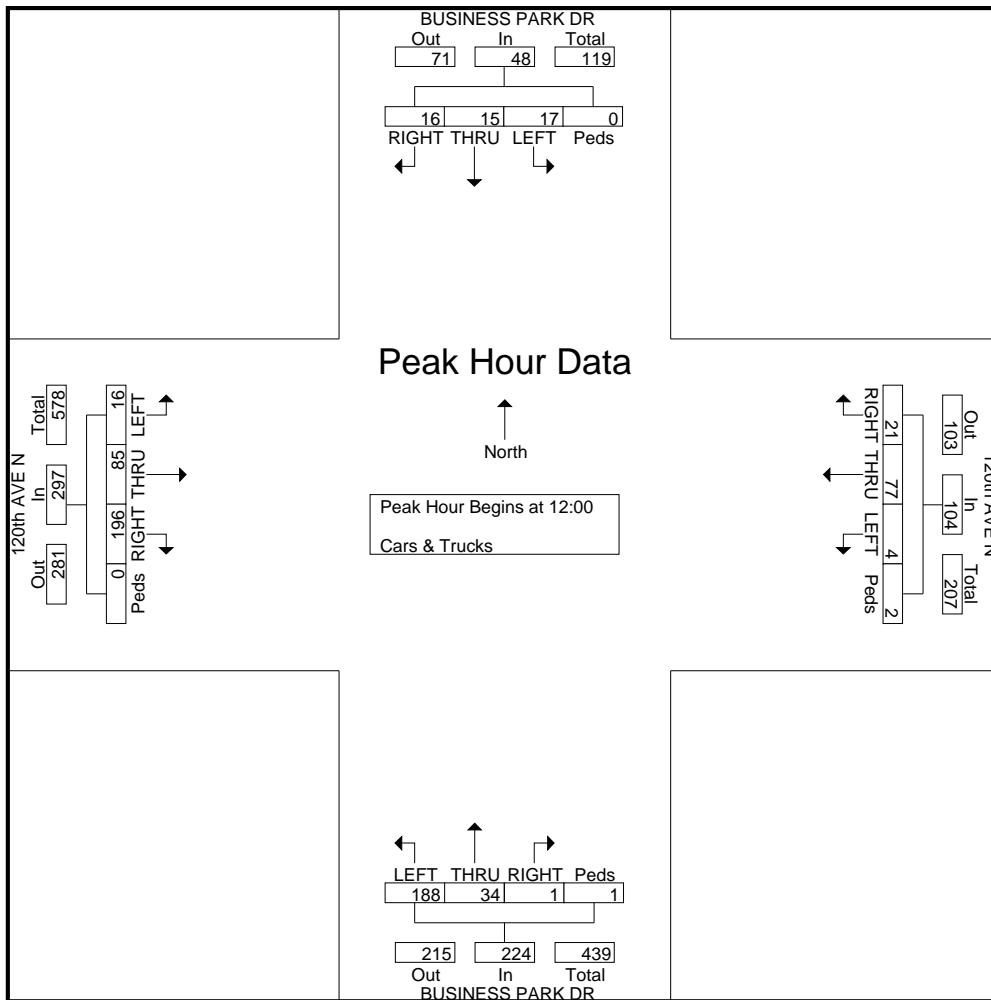 BUSINESS PARK DR
Out In Total
71 48 119
16 15 17 0
RIGHT THRU LEFT Peds
Peak Hour Data
North
Peak Hour Begins at 12:00
Cars & Trucks
120th AVE N
Total In Out
578 297 281
16 85 196 0
LEFT THRU RIGHT Peds
RIGHT THRU LEFT Peds
21 77 4 2
103 104 207
Out In Total
120th AVE N
LEFT THRU RIGHT Peds
188 34 1 1
215 224 439
Out In Total
BUSINESS PARK DR